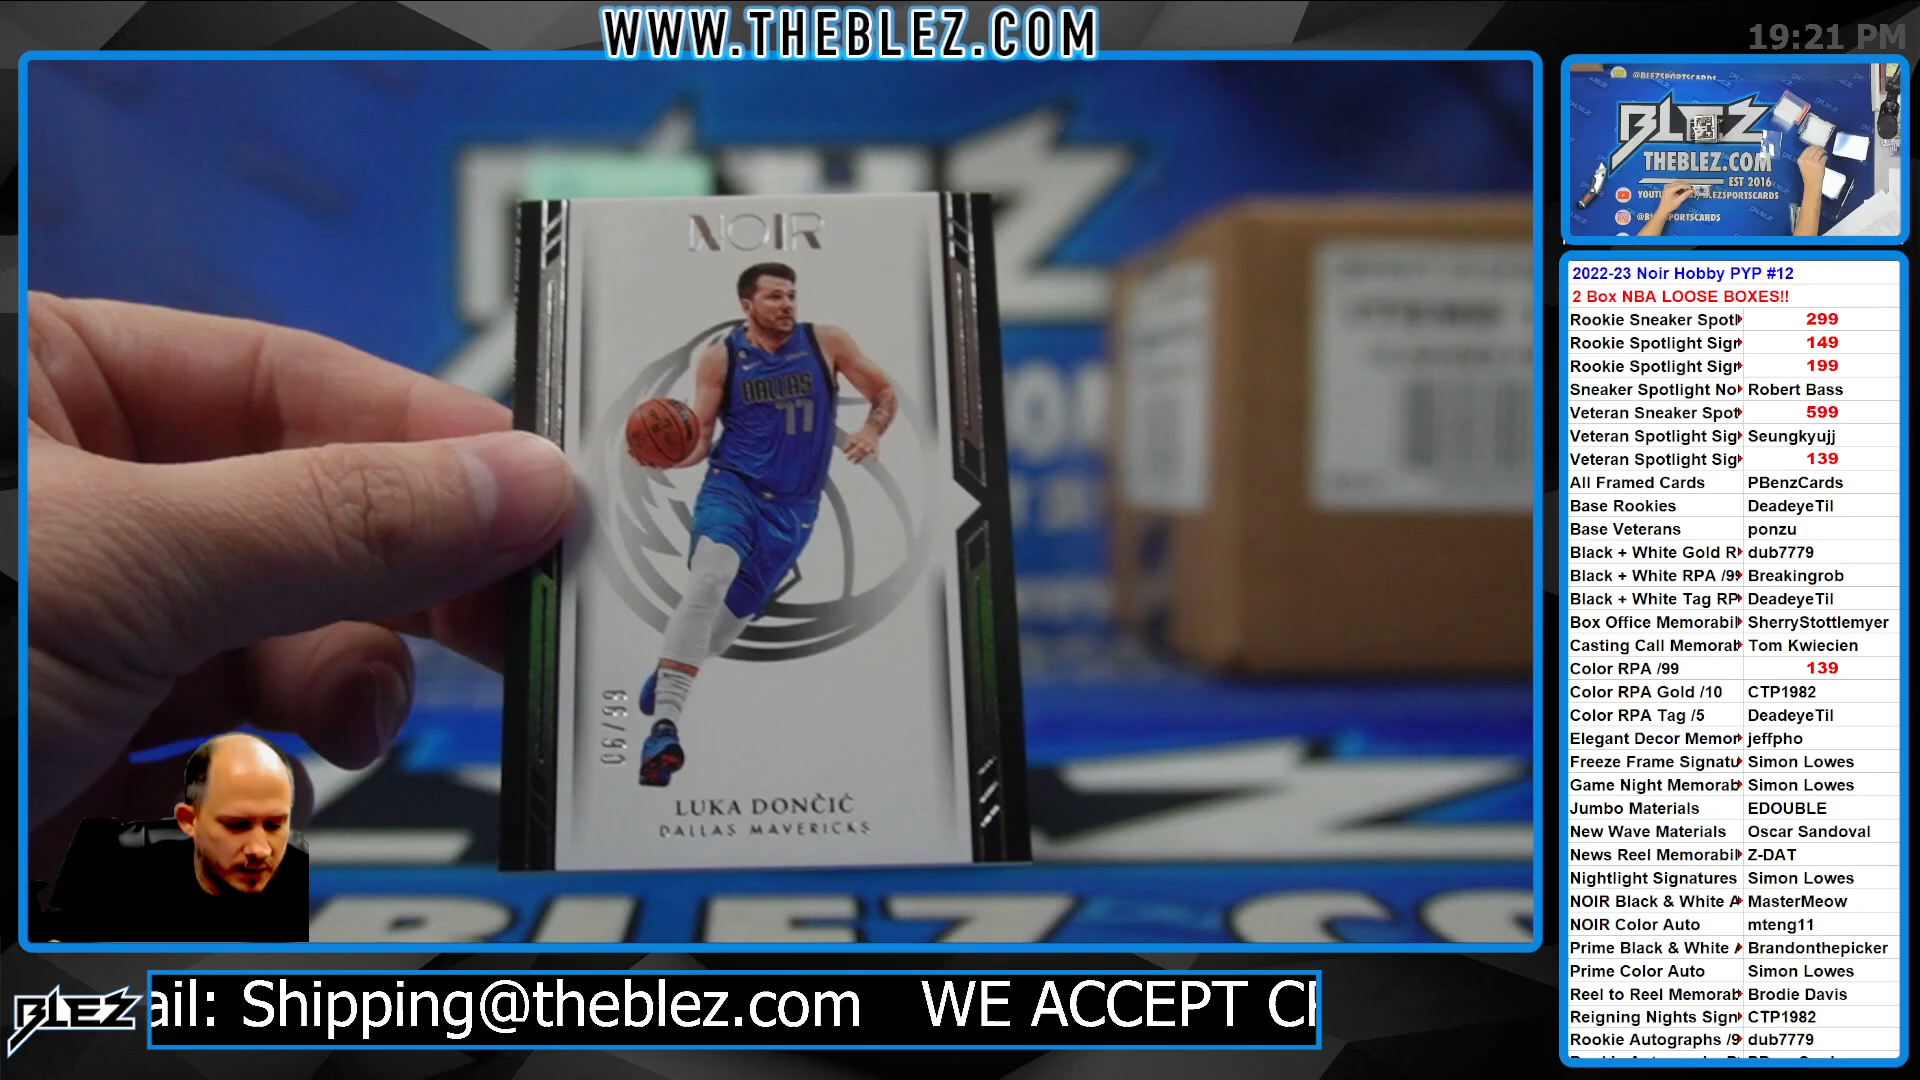 WWW.THEBLEZ.COM
19:21 PM
NOIR
DALLAS
77
06/99
LUKA DONČIĆ
DALLAS MAVERICKS
@BLEZSPORTSCARDS
BLEZ
THEBLEZ.COM
EST 2016
2022-23 Noir Hobby PYP #12
2 Box NBA LOOSE BOXES!!
Rookie Sneaker Spotl 299
Rookie Spotlight Sign 149
Rookie Spotlight Sign 199
Sneaker Spotlight No Robert Bass
Veteran Sneaker Spot 599
Veteran Spotlight Sig Seungkyujj
Veteran Spotlight Sig 139
All Framed Cards PBenzCards
Base Rookies DeadeyeTil
Base Veterans ponzu
Black + White Gold R dub7779
Black + White RPA /99 Breakingrob
Black + White Tag RP DeadeyeTil
Box Office Memorabil SherryStottlemyer
Casting Call Memorab Tom Kwiecien
Color RPA /99 139
Color RPA Gold /10 CTP1982
Color RPA Tag /5 DeadeyeTil
Elegant Decor Memor jeffpho
Freeze Frame Signatu Simon Lowes
Game Night Memorab Simon Lowes
Jumbo Materials EDOUBLE
New Wave Materials Oscar Sandoval
News Reel Memorabil Z-DAT
Nightlight Signatures Simon Lowes
NOIR Black & White A MasterMeow
NOIR Color Auto mteng11
Prime Black & White A Brandonthepicker
Prime Color Auto Simon Lowes
Reel to Reel Memorab Brodie Davis
Reigning Nights Sign CTP1982
Rookie Autographs /9 dub7779
BLEZ
ail: Shipping@theblez.com WE ACCEPT CR